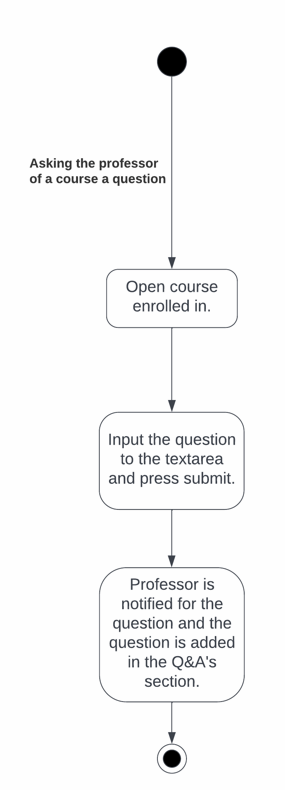 Asking the professor
of a course a question
Open course
enrolled in.
Input the question
to the textarea
and press submit.
Professor is
notified for the
question and the
question is added
in the Q&A's
section.